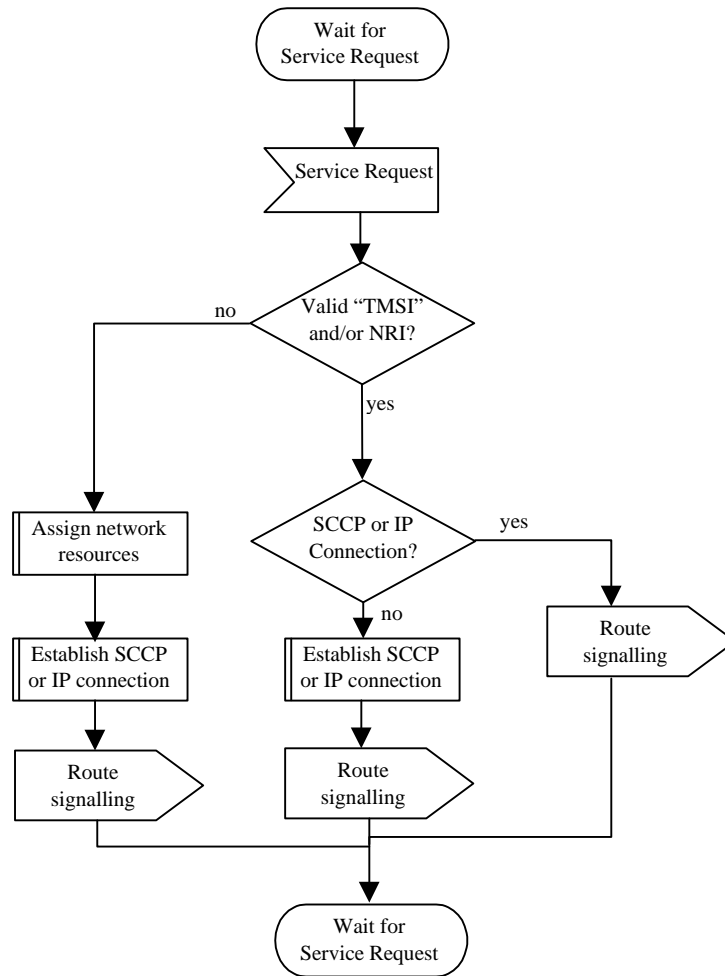 Wait for
Service Request
Service Request
Valid “TMSI”
and/or NRI?
no
yes
SCCP or IP
Connection?
yes
no
Assign network
resources
Establish SCCP
or IP connection
Establish SCCP
or IP connection
Route
signalling
Route
signalling
Route
signalling
Wait for
Service Request